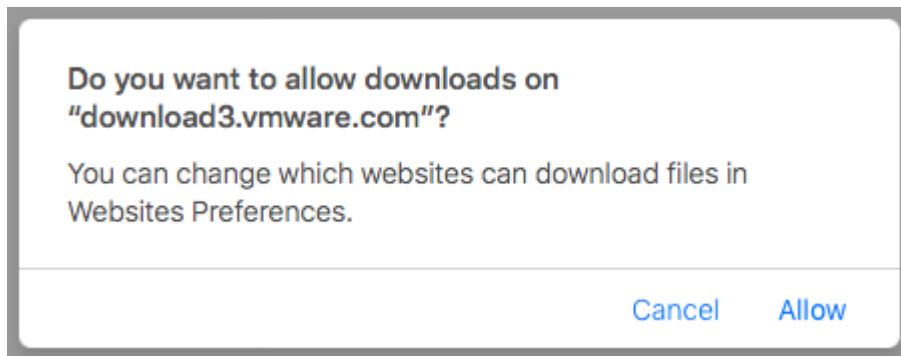 Do you want to allow downloads on
“download3.vmware.com”?
You can change which websites can download files in
Websites Preferences.
Cancel Allow